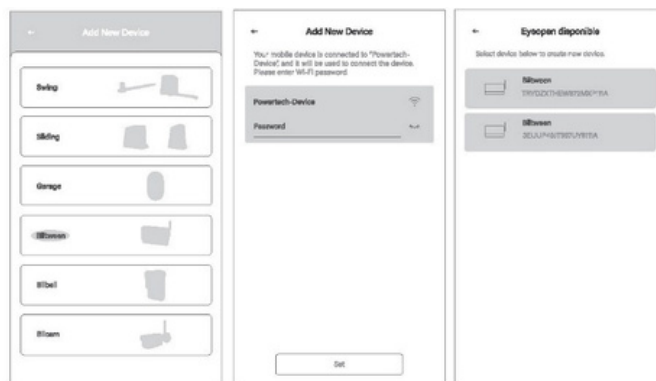 Add New Device
Swing
Sliding
Garage
Biltween
Bilbell
Add New Device
Your mobile device is connected to "Powertech-
Device", and it will be used to connect the device.
Please enter Wi-Fi password
Powertech-Device
Password
Set
Eyeopen disponible
Select device below to create new device.
Biltween
Biltween